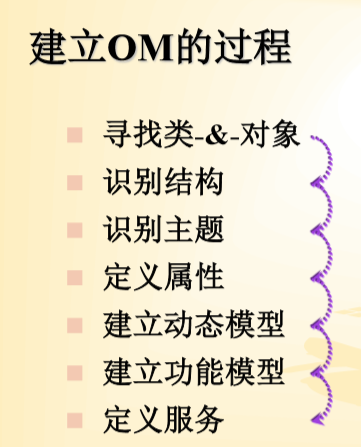 建立OM的过程
寻找类-&-对象
识别结构
识别主题
定义属性
建立动态模型
建立功能模型
定义服务